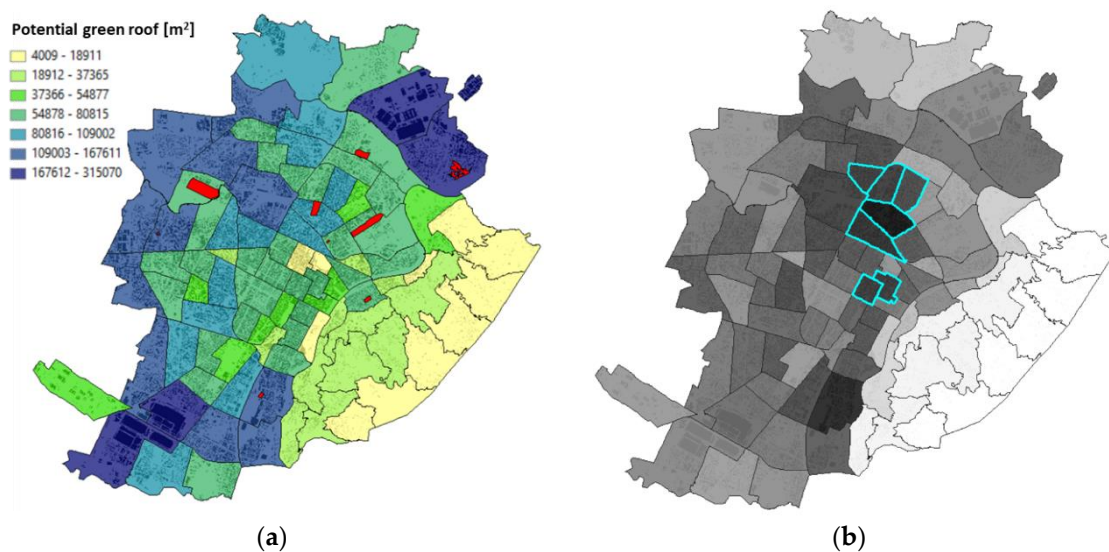 Potential green roof [m²]
4009 - 18911
18912 - 37365
37366 - 54877
54878 - 80815
80816 - 109002
109003 - 167611
167612 - 315070
(a)
(b)